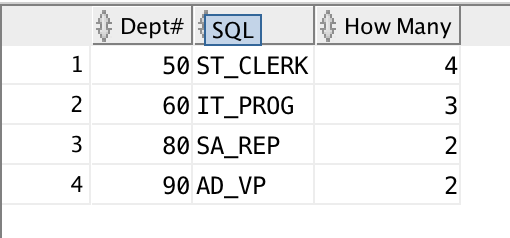 Dept# SQL How Many
1 50 ST_CLERK 4
2 60 IT_PROG 3
3 80 SA_REP 2
4 90 AD_VP 2